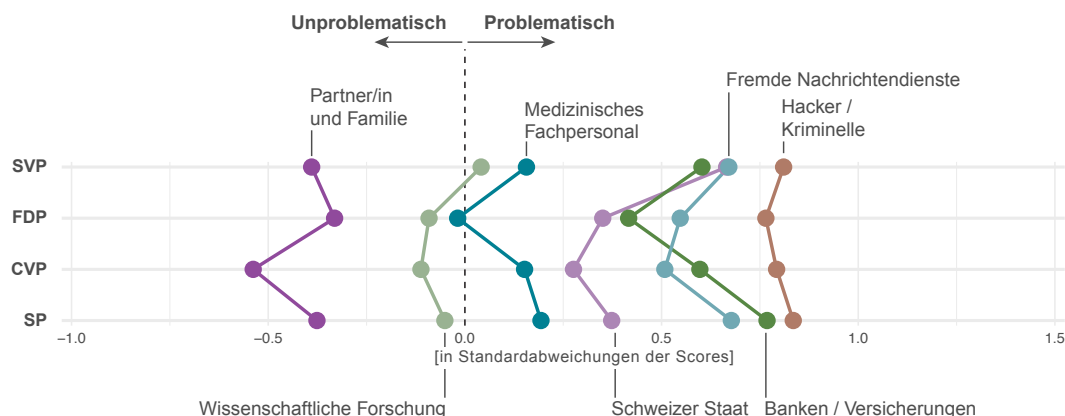 Unproblematisch Problematisch
Fremde Nachrichtendienste
Partner/in
und Familie
Medizinisches
Fachpersonal
Hacker /
Kriminelle
SVP
FDP
CVP
SP
−1.0 −0.5 0.0 0.5 1.0 1.5
[in Standardabweichungen der Scores]
Wissenschaftliche Forschung Schweizer Staat Banken / Versicherungen